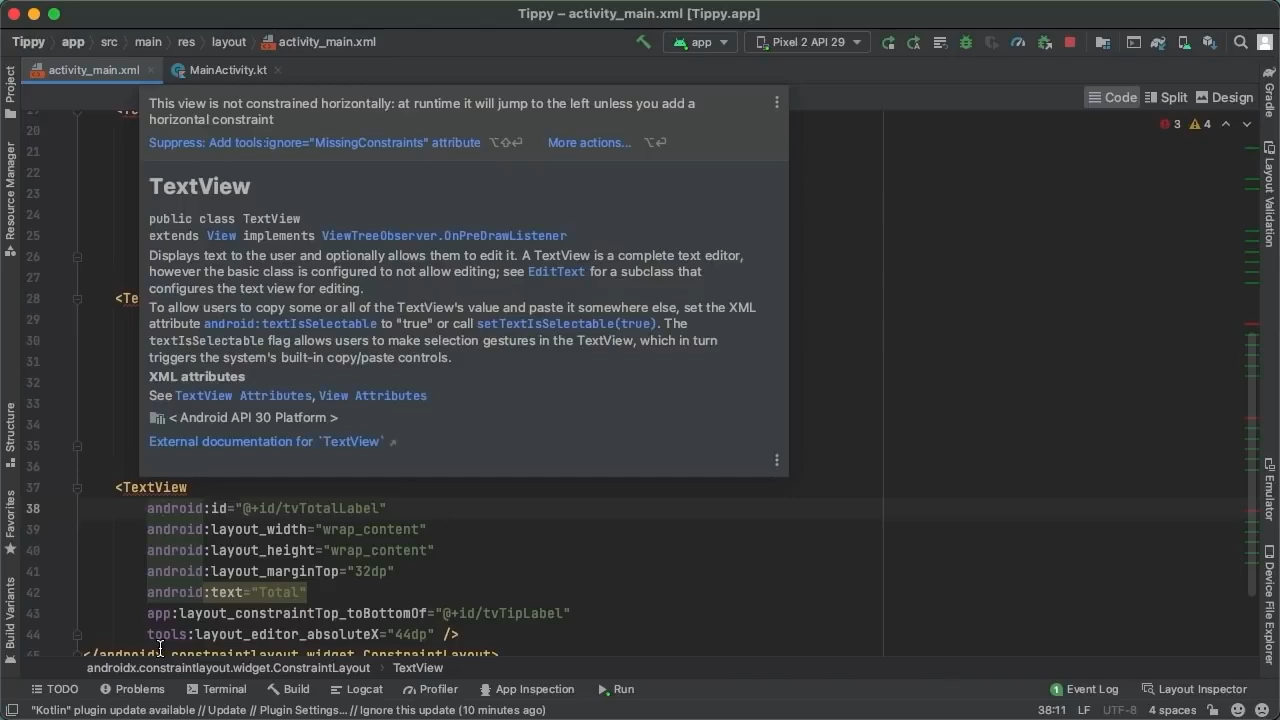 Tippy – activity_main.xml [Tippy.app]
Tippy app src main res layout activity_main.xml
app Pixel 2 API 29
activity_main.xml MainActivity.kt
Code Split Design
3 4
This view is not constrained horizontally: at runtime it will jump to the left unless you add a
horizontal constraint
Suppress: Add tools:ignore="MissingConstraints" attribute ⌥⇧⏎ More actions... ⌥⏎
TextView
public class TextView
extends View implements ViewTreeObserver.OnPreDrawListener
Displays text to the user and optionally allows them to edit it. A TextView is a complete text editor,
however the basic class is configured to not allow editing; see EditText for a subclass that
configures the text view for editing.
To allow users to copy some or all of the TextView's value and paste it somewhere else, set the XML
attribute android:textIsSelectable to "true" or call setTextIsSelectable(true). The
textIsSelectable flag allows users to make selection gestures in the TextView, which in turn
triggers the system's built-in copy/paste controls.
XML attributes
See TextView Attributes, View Attributes
< Android API 30 Platform >
External documentation for `TextView` ↗
20
21
22
23
24
25
26
27
28 <Te
29
30
31
32
33
34
35
36
37 <TextView
38 android:id="@+id/tvTotalLabel"
39 android:layout_width="wrap_content"
40 android:layout_height="wrap_content"
41 android:layout_marginTop="32dp"
42 android:text="Total"
43 app:layout_constraintTop_toBottomOf="@+id/tvTipLabel"
44 tools:layout_editor_absoluteX="44dp" />
45 </androidx.constraintlayout.widget.ConstraintLayout>
androidx.constraintlayout.widget.ConstraintLayout › TextView
Project
Resource Manager
Structure
Favorites
Build Variants
Gradle
Layout Validation
Emulator
Device File Explorer
TODO Problems Terminal Build Logcat Profiler App Inspection Run 1 Event Log Layout Inspector
"Kotlin" plugin update available // Update // Plugin Settings... // Ignore this update (10 minutes ago) 38:11 LF UTF-8 4 spaces